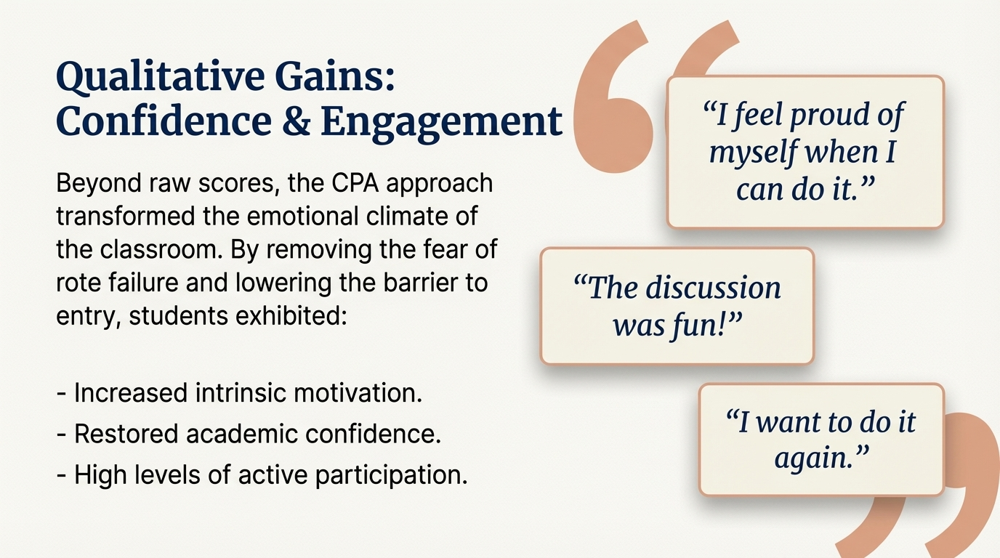 Qualitative Gains:
Confidence & Engagement
Beyond raw scores, the CPA approach
transformed the emotional climate of
the classroom. By removing the fear of
rote failure and lowering the barrier to
entry, students exhibited:
- Increased intrinsic motivation.
- Restored academic confidence.
- High levels of active participation.
“I feel proud of
myself when I
can do it.”
“The discussion
was fun!”
“I want to do it
again.”